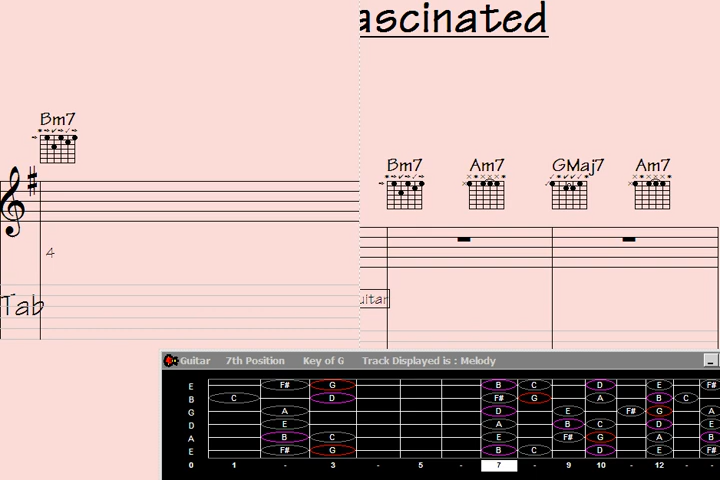 ascinated
Bm7
Bm7 Am7 GMaj7 Am7
4
uitar
Tab
Guitar 7th Position Key of G Track Displayed is : Melody
E F# G B C D E F#
B C D F# G A B C
G A D E F# G A
D E A B C D E
A B C E F# G A B
E F# G B C D E F#
0 1 - 3 - 5 - 7 - 9 10 - 12 - -